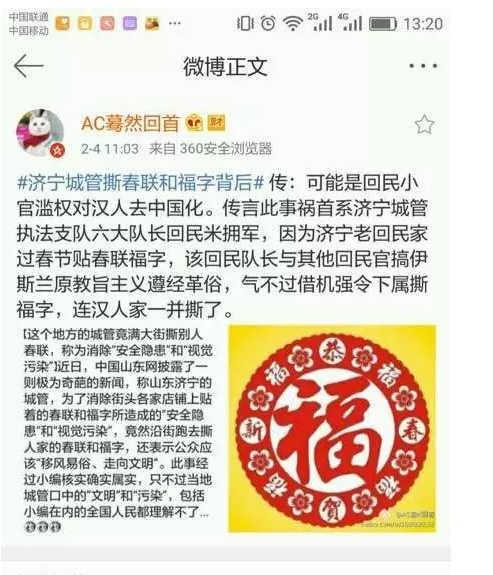 中国联通
中国移动
2G 4G 13:20
微博正文
AC蓦然回首
2-4 11:03 来自 360安全浏览器
#济宁城管撕春联和福字背后# 传：可能是回民小
官滥权对汉人去中国化。传言此事祸首系济宁城管
执法支队六大队长回民米拥军，因为济宁老回民家
过春节贴春联福字，该回民队长与其他回民官搞伊
斯兰原教旨主义遵经革俗，气不过借机强令下属撕
福字，连汉人家一并撕了。
【这个地方的城管竟满大街撕别人
春联，称为消除“安全隐患”和“视觉
污染”】近日，中国山东网披露了一
则极为奇葩的新闻，称山东济宁的
城管，为了消除街头各家店铺上贴
着的春联和福字所造成的“安全隐
患”和“视觉污染”，竟然沿街跑去撕
人家的春联和福字，还表示公众应
该“移风易俗、走向文明”。此事经
过小编核实确实属实，只不过当地
城管口中的“文明”和“污染”，包括
小编在内的全国人民都理解不了...
恭
福 福
新 福 春
福 福
贺